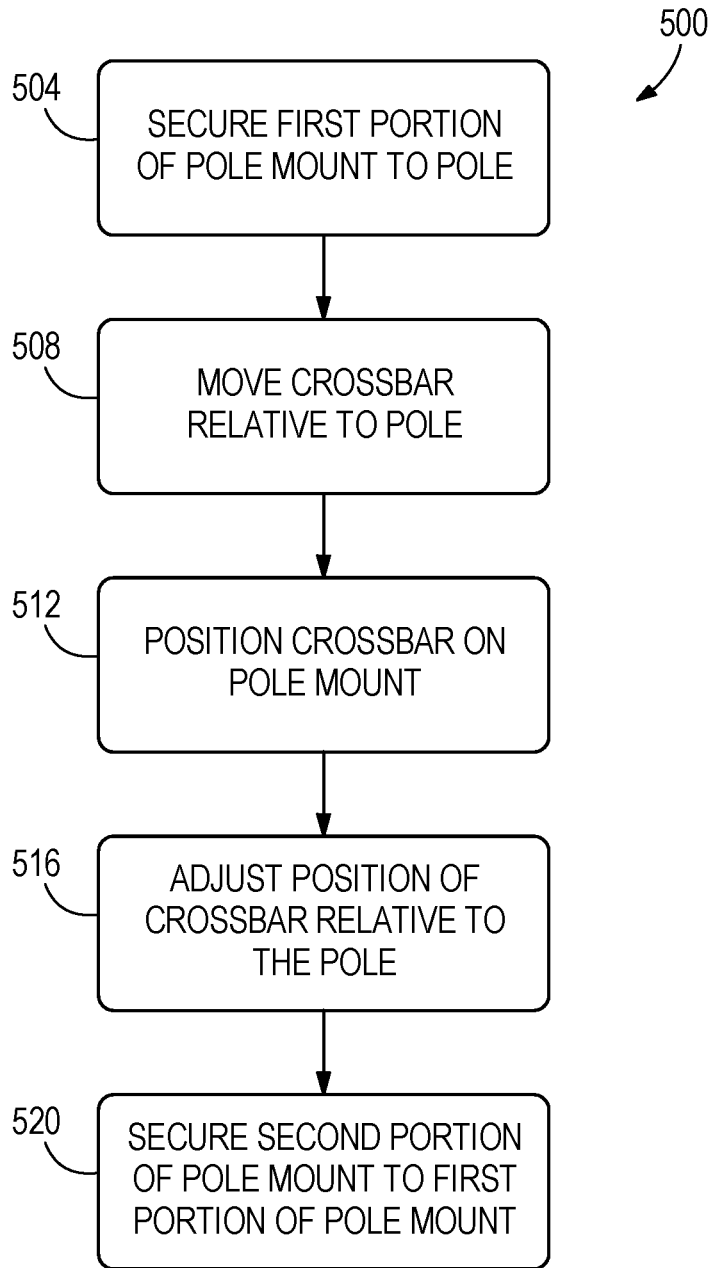 500
504
SECURE FIRST PORTION
OF POLE MOUNT TO POLE
508
MOVE CROSSBAR
RELATIVE TO POLE
512
POSITION CROSSBAR ON
POLE MOUNT
516
ADJUST POSITION OF
CROSSBAR RELATIVE TO
THE POLE
520
SECURE SECOND PORTION
OF POLE MOUNT TO FIRST
PORTION OF POLE MOUNT